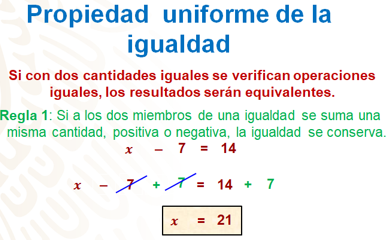 Propiedad uniforme de la
igualdad
Si con dos cantidades iguales se verifican operaciones
iguales, los resultados serán equivalentes.
Regla 1: Si a los dos miembros de una igualdad se suma una
misma cantidad, positiva o negativa, la igualdad se conserva.
x − 7 = 14
x − 7 + 7 = 14 + 7
x = 21